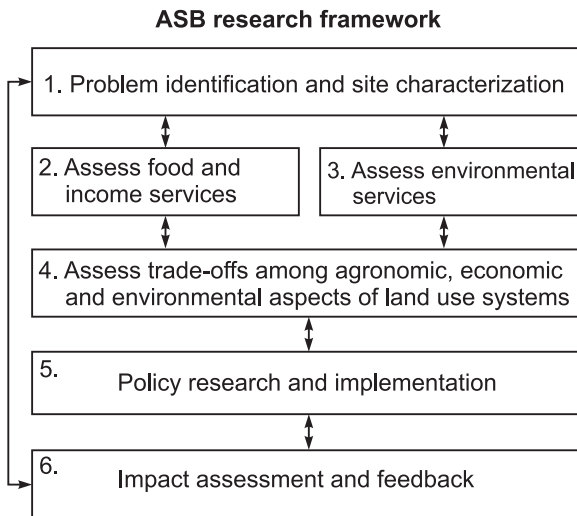 ASB research framework
1. Problem identification and site characterization
2. Assess food and
income services
3. Assess environmental
services
4. Assess trade-offs among agronomic, economic
and environmental aspects of land use systems
5.
Policy research and implementation
6.
Impact assessment and feedback